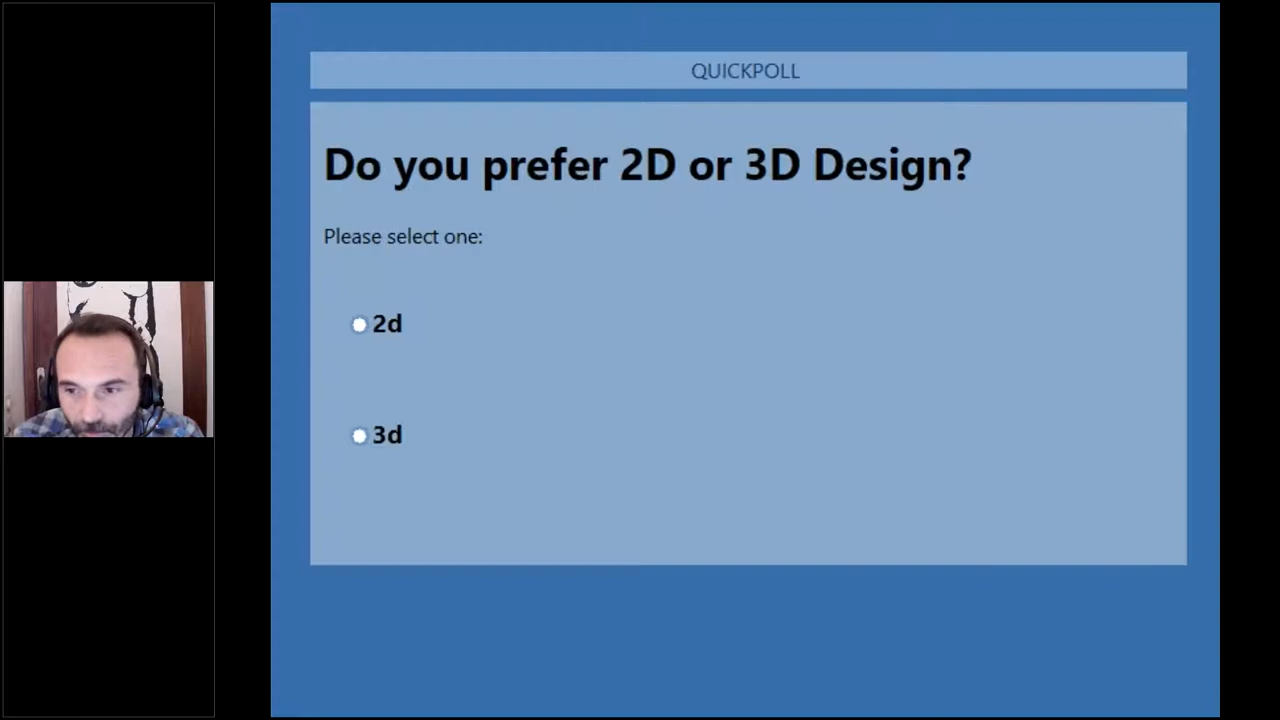 QUICKPOLL
Do you prefer 2D or 3D Design?
Please select one:
2d
3d